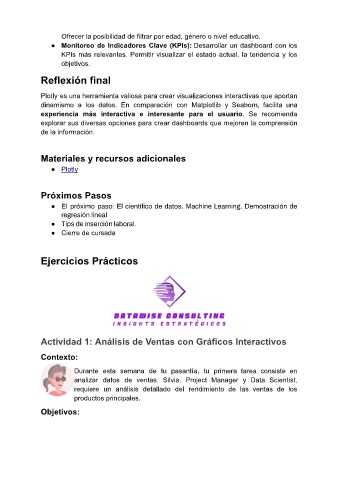 Ofrecer la posibilidad de filtrar por edad, género o nivel educativo.
● Monitoreo de Indicadores Clave (KPIs): Desarrollar un dashboard con los
KPIs más relevantes. Permitir visualizar el estado actual, la tendencia y los
objetivos.
Reflexión final
Plotly es una herramienta valiosa para crear visualizaciones interactivas que aportan
dinamismo a los datos. En comparación con Matplotlib y Seaborn, facilita una
experiencia más interactiva e interesante para el usuario. Se recomienda
explorar sus diversas opciones para crear dashboards que mejoren la comprensión
de la información.
Materiales y recursos adicionales
● Plotly
Próximos Pasos
● El próximo paso: El científico de datos, Machine Learning, Demostración de
regresión lineal
● Tips de inserción laboral.
● Cierre de cursada
Ejercicios Prácticos
DATAWISE CONSULTING
INSIGHTS ESTRATÉGICOS
Actividad 1: Análisis de Ventas con Gráficos Interactivos
Contexto:
Durante esta semana de tu pasantía, tu primera tarea consiste en
analizar datos de ventas. Silvia, Project Manager y Data Scientist,
requiere un análisis detallado del rendimiento de las ventas de los
productos principales.
Objetivos: